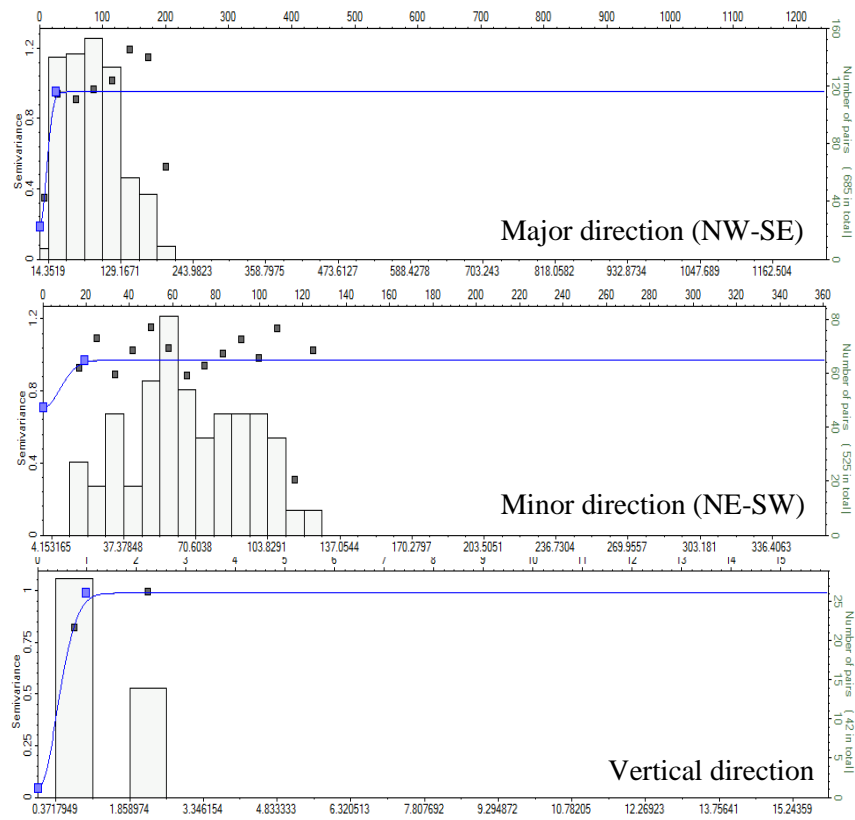 0 100 200 300 400 500 600 700 800 900 1000 1100 1200
Semivariance
0 0.4 0.8 1.2
0 40 80 120 160
Number of pairs ( 685 in total)
Major direction (NW-SE)
14.3519 129.1671 243.9823 358.7975 473.6127 588.4278 703.243 818.0582 932.8734 1047.689 1162.504
0 20 40 60 80 100 120 140 160 180 200 220 240 260 280 300 320 340 360
Semivariance
0 0.4 0.8 1.2
0 20 40 60 80
Number of pairs ( 525 in total)
Minor direction (NE-SW)
4.153165 37.37848 70.6038 103.8291 137.0544 170.2797 203.5051 236.7304 269.9557 303.181 336.4063
0 1 2 3 4 5 6 7 8 9 10 11 12 13 14 15
Semivariance
0 0.25 0.5 0.75 1
0 5 10 15 20 25
Number of pairs ( 42 in total)
Vertical direction
0.3717949 1.858974 3.346154 4.833333 6.320513 7.807692 9.294872 10.78205 12.26923 13.75641 15.24359